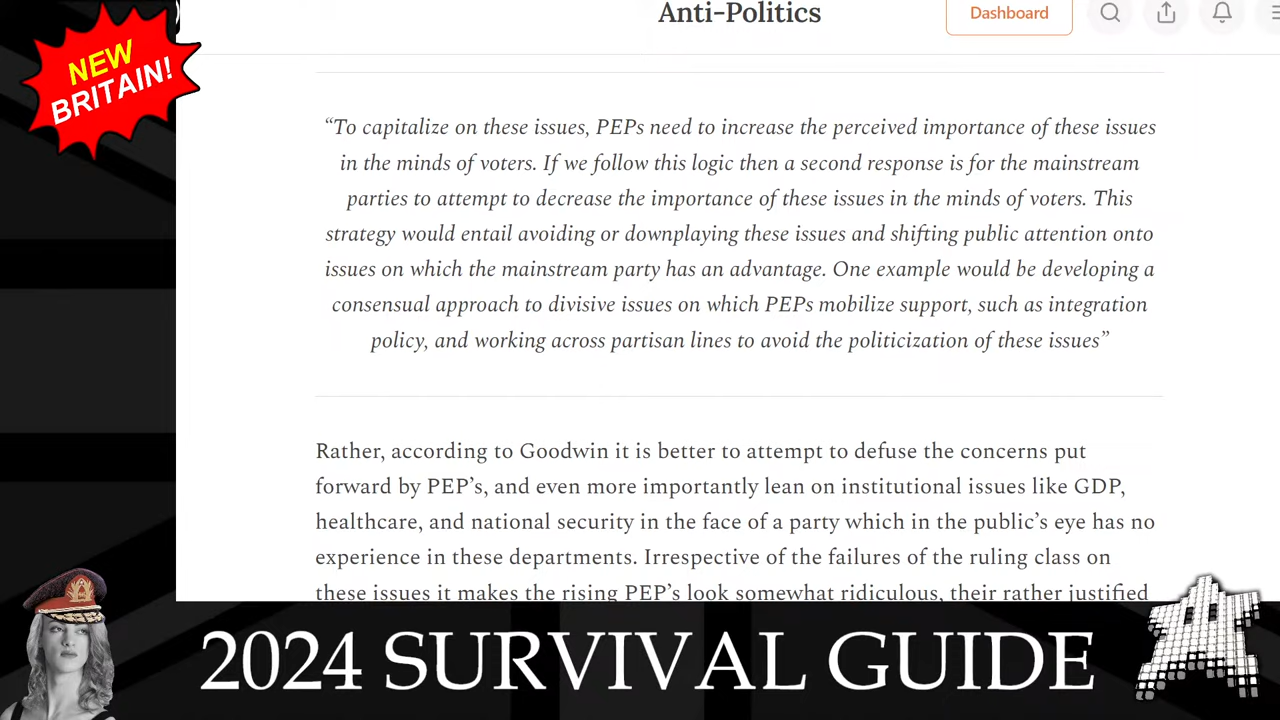 Anti-Politics
Dashboard
NEW
BRITAIN!
“To capitalize on these issues, PEPs need to increase the perceived importance of these issues
in the minds of voters. If we follow this logic then a second response is for the mainstream
parties to attempt to decrease the importance of these issues in the minds of voters. This
strategy would entail avoiding or downplaying these issues and shifting public attention onto
issues on which the mainstream party has an advantage. One example would be developing a
consensual approach to divisive issues on which PEPs mobilize support, such as integration
policy, and working across partisan lines to avoid the politicization of these issues”
Rather, according to Goodwin it is better to attempt to defuse the concerns put
forward by PEP’s, and even more importantly lean on institutional issues like GDP,
healthcare, and national security in the face of a party which in the public’s eye has no
experience in these departments. Irrespective of the failures of the ruling class on
these issues it makes the rising PEP’s look somewhat ridiculous, their rather justified
2024 SURVIVAL GUIDE